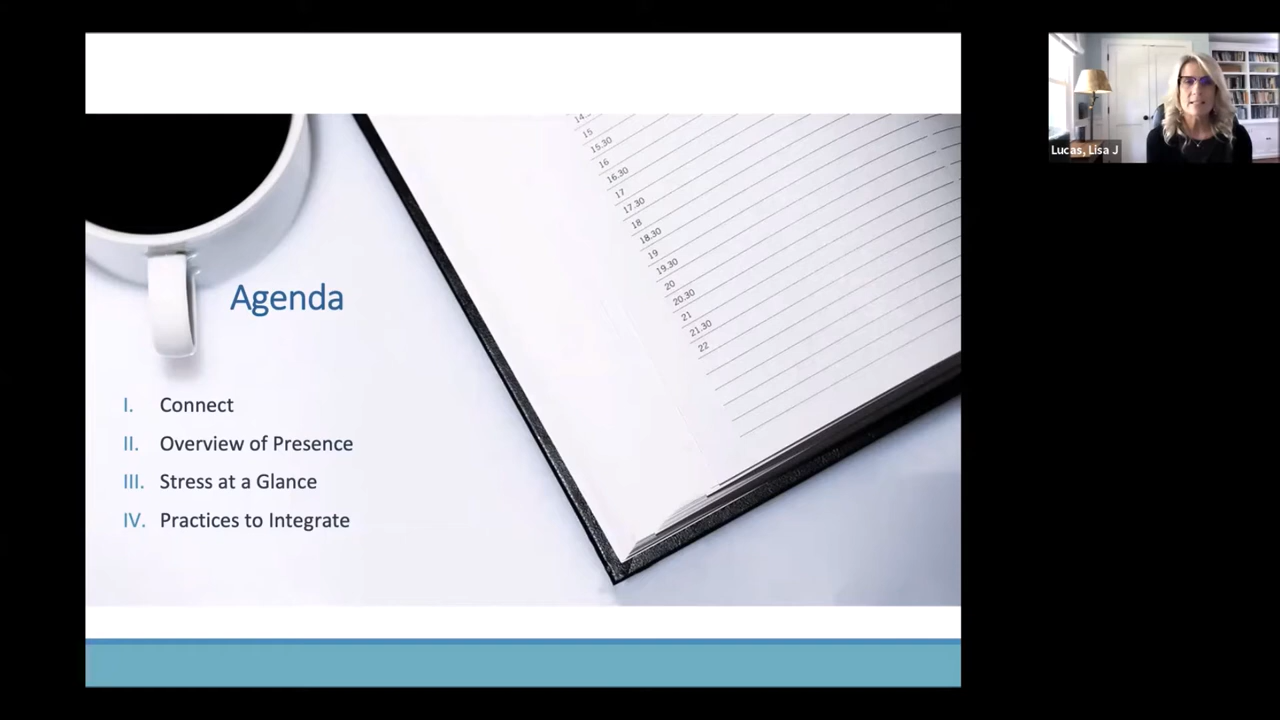 14.
15
15.30
16
16.30
17
17.30
18
18.30
19
19.30
20
20.30
21
21.30
22
Agenda
I. Connect
II. Overview of Presence
III. Stress at a Glance
IV. Practices to Integrate
Lucas, Lisa J